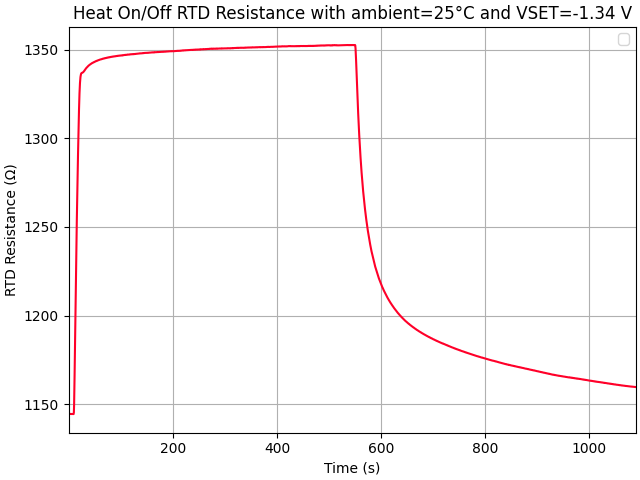 Heat On/Off RTD Resistance with ambient=25°C and VSET=-1.34 V
RTD Resistance (Ω)
1350
1300
1250
1200
1150
200 400 600 800 1000
Time (s)